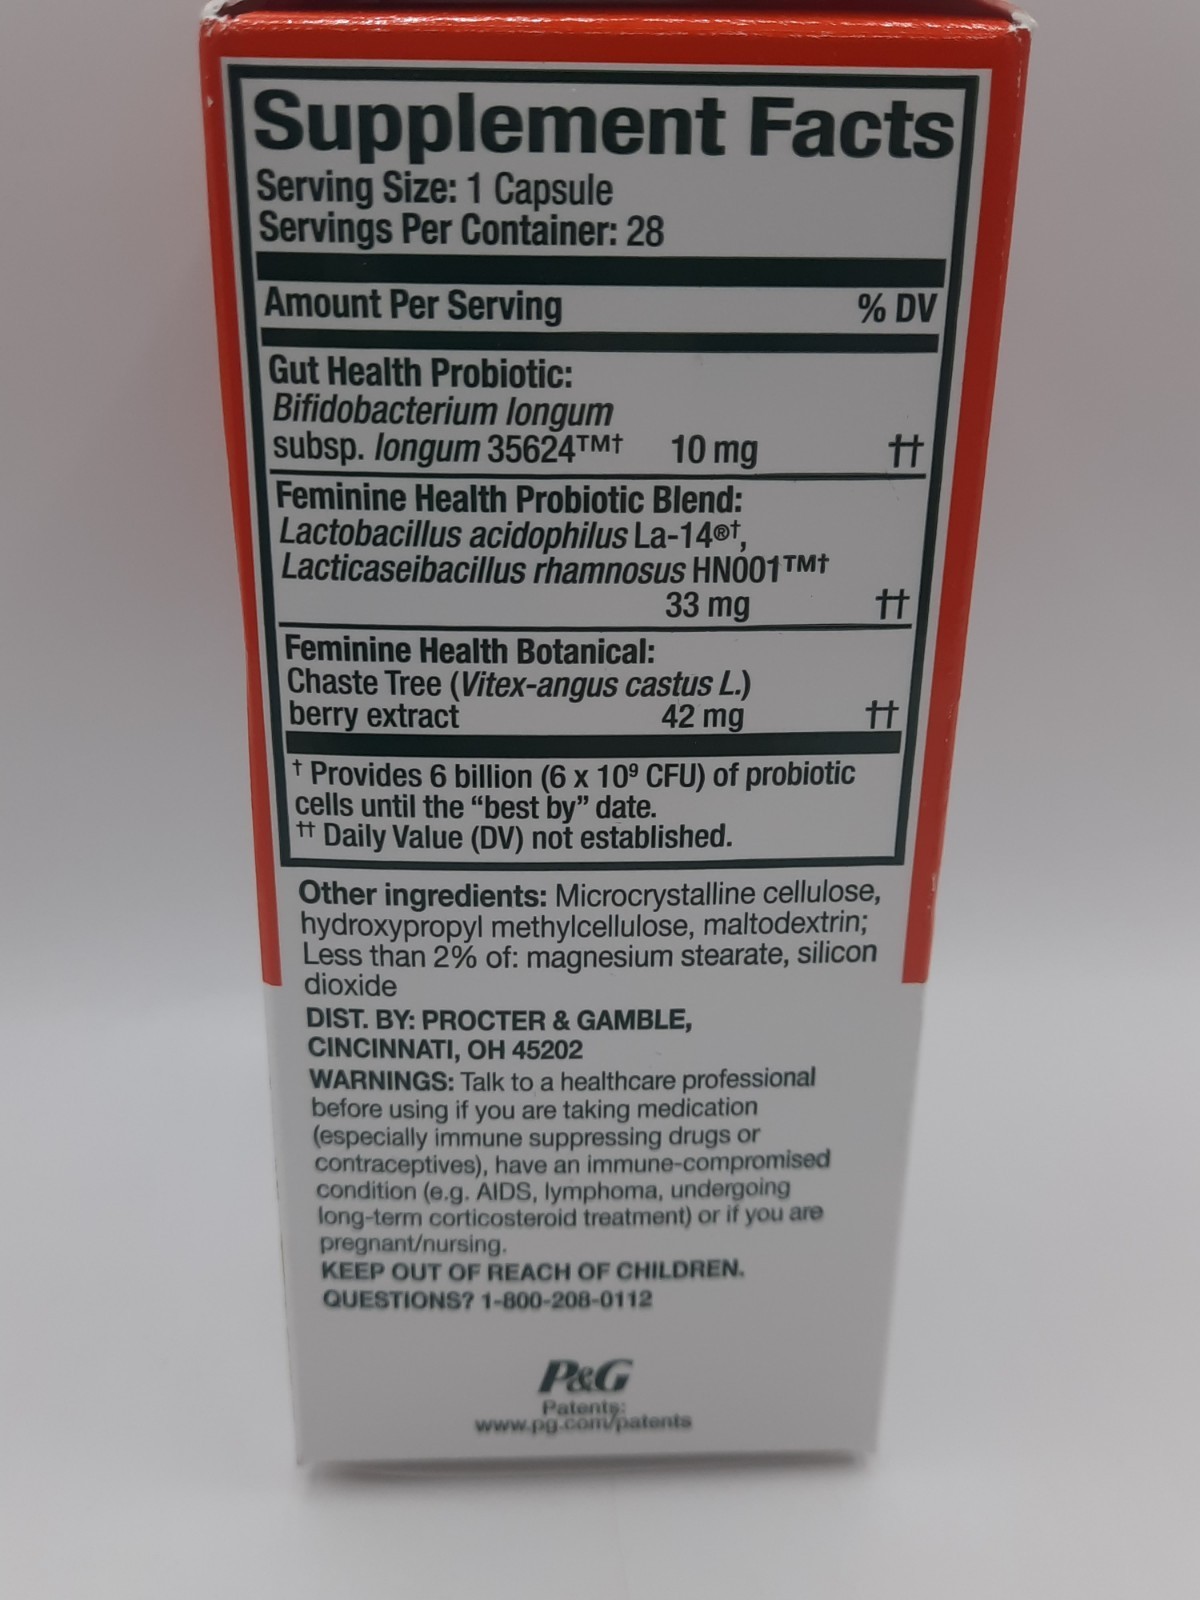 Supplement Facts
Serving Size: 1 Capsule
Servings Per Container: 28
Amount Per Serving % DV
Gut Health Probiotic:
Bifidobacterium longum
subsp. longum 35624™† 10 mg ††
Feminine Health Probiotic Blend:
Lactobacillus acidophilus La-14®†,
Lacticaseibacillus rhamnosus HN001™†
33 mg ††
Feminine Health Botanical:
Chaste Tree (Vitex-angus castus L.)
berry extract 42 mg ††
† Provides 6 billion (6 x 10⁹ CFU) of probiotic
cells until the “best by” date.
†† Daily Value (DV) not established.
Other ingredients: Microcrystalline cellulose,
hydroxypropyl methylcellulose, maltodextrin;
Less than 2% of: magnesium stearate, silicon
dioxide
DIST. BY: PROCTER & GAMBLE,
CINCINNATI, OH 45202
WARNINGS: Talk to a healthcare professional
before using if you are taking medication
(especially immune suppressing drugs or
contraceptives), have an immune-compromised
condition (e.g. AIDS, lymphoma, undergoing
long-term corticosteroid treatment) or if you are
pregnant/nursing.
KEEP OUT OF REACH OF CHILDREN.
QUESTIONS? 1-800-208-0112
P&G
Patents:
www.pg.com/patents